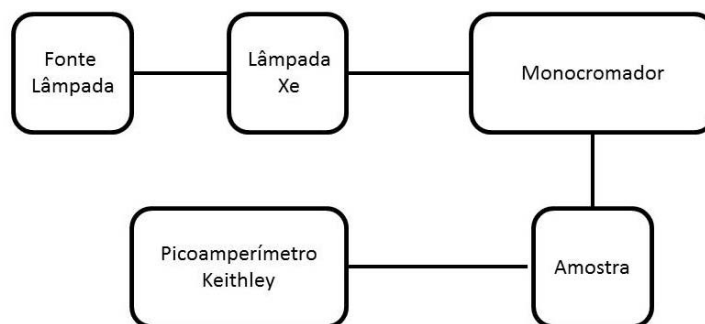 Fonte
Lâmpada
Lâmpada
Xe
Monocromador
Picoamperímetro
Keithley
Amostra